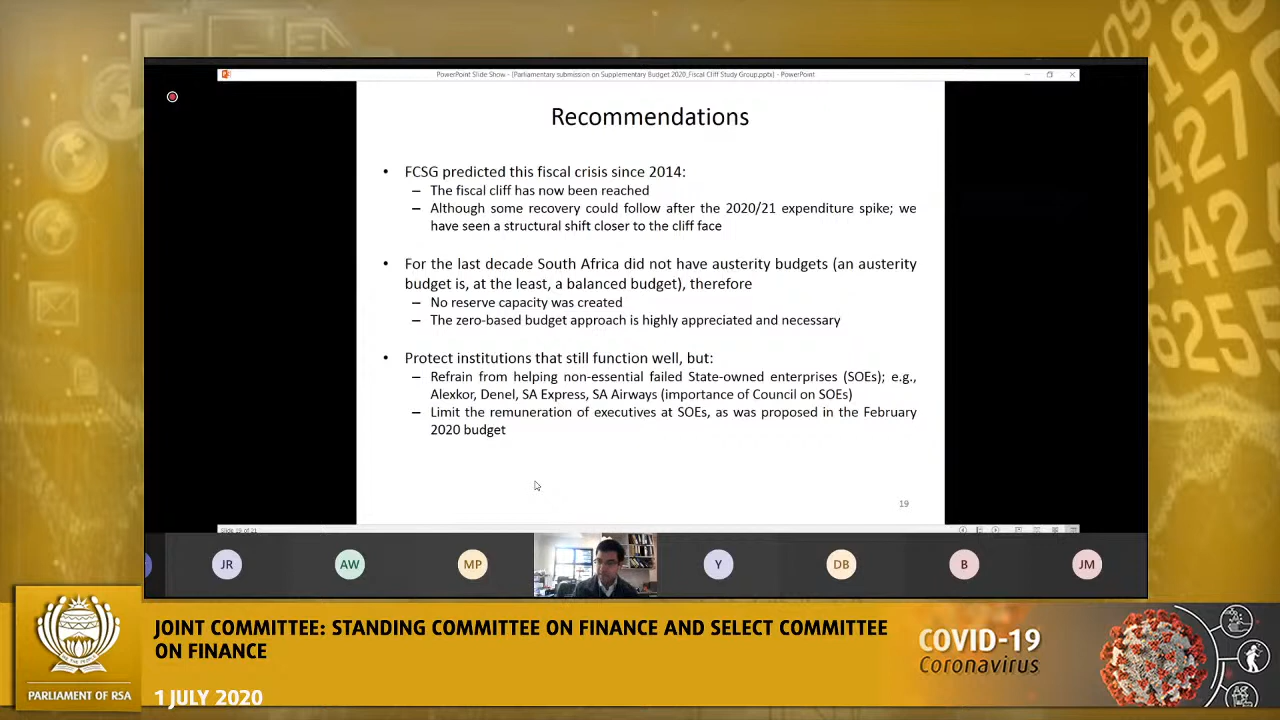 PowerPoint Slide Show - [Parliamentary submission on Supplementary Budget 2020_Fiscal Cliff Study Group.pptx] - PowerPoint
Recommendations
• FCSG predicted this fiscal crisis since 2014:
– The fiscal cliff has now been reached
– Although some recovery could follow after the 2020/21 expenditure spike; we
have seen a structural shift closer to the cliff face
• For the last decade South Africa did not have austerity budgets (an austerity
budget is, at the least, a balanced budget), therefore
– No reserve capacity was created
– The zero-based budget approach is highly appreciated and necessary
• Protect institutions that still function well, but:
– Refrain from helping non-essential failed State-owned enterprises (SOEs); e.g.,
Alexkor, Denel, SA Express, SA Airways (importance of Council on SOEs)
– Limit the remuneration of executives at SOEs, as was proposed in the February
2020 budget
19
Slide 19 of 21
JR AW MP Y DB B JM
JOINT COMMITTEE: STANDING COMMITTEE ON FINANCE AND SELECT COMMITTEE
ON FINANCE
1 JULY 2020
PARLIAMENT OF RSA
COVID-19
Coronavirus